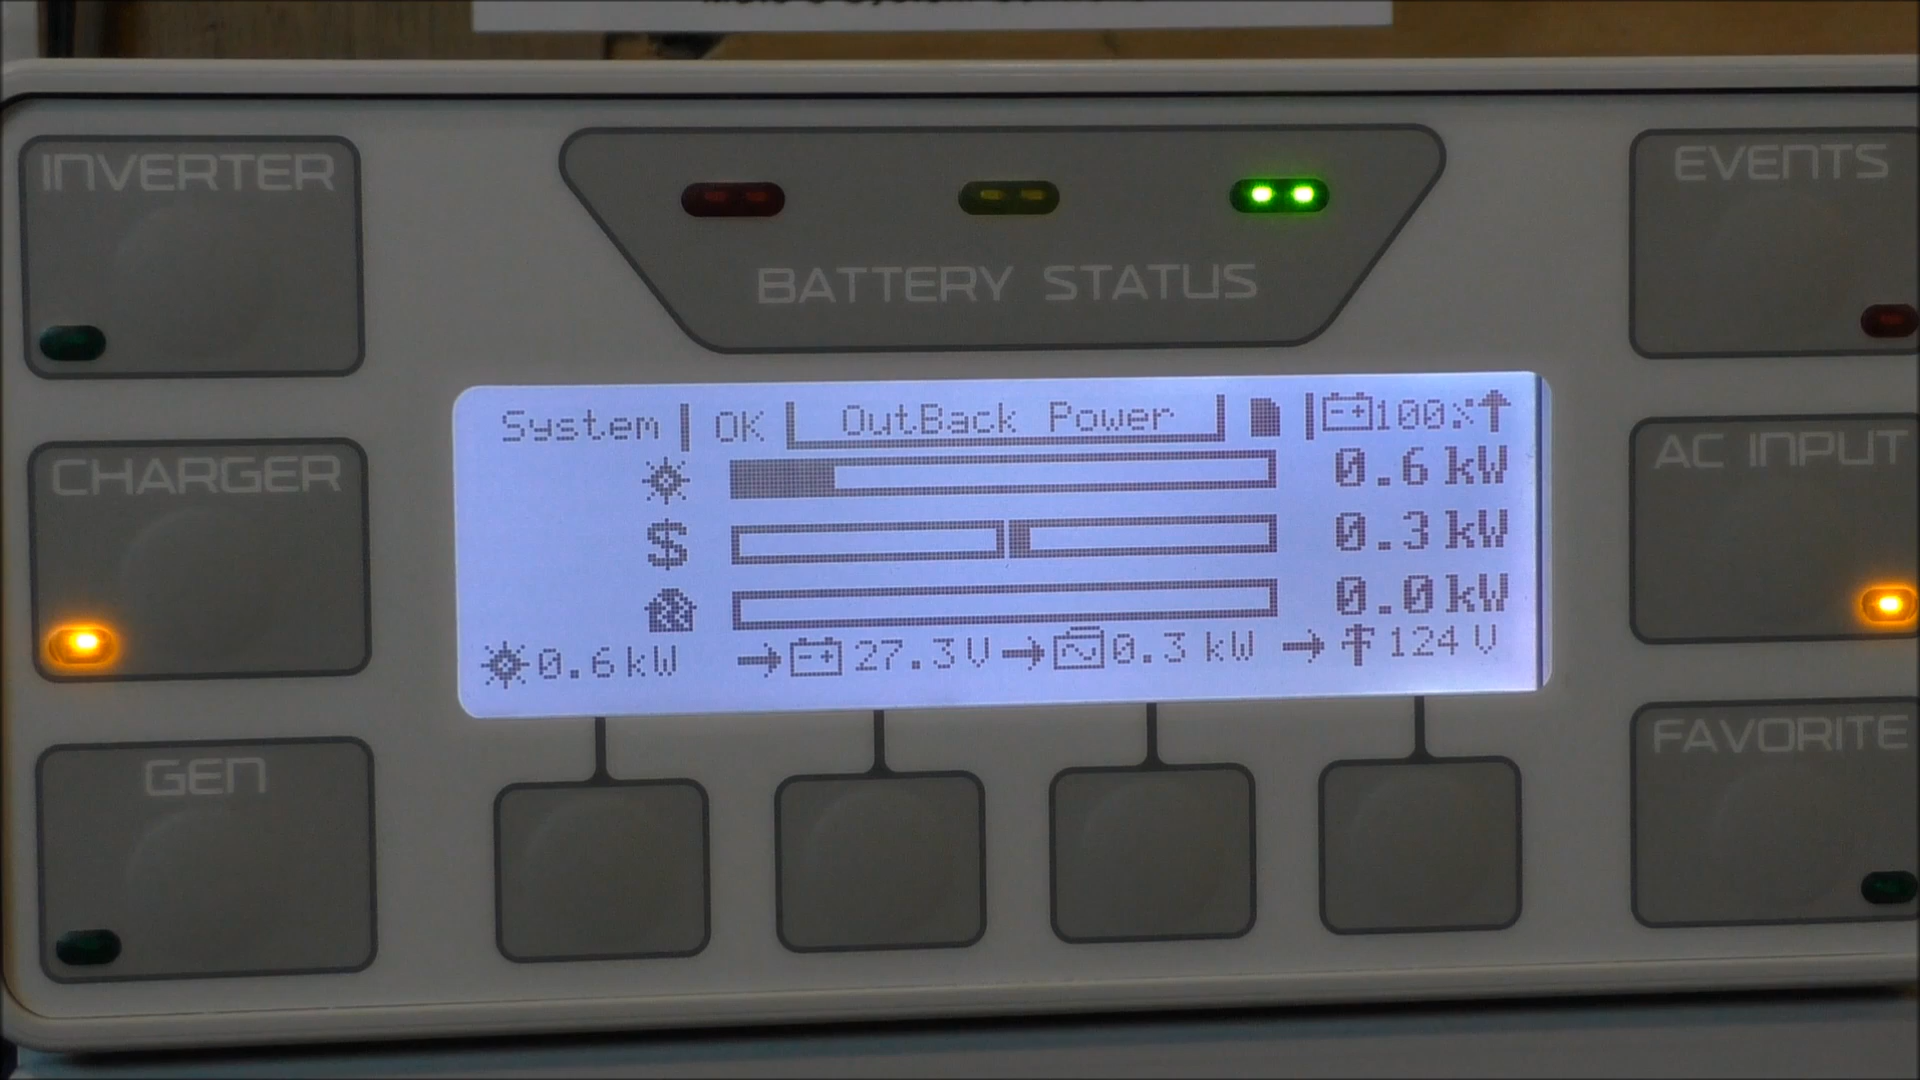 INVERTER
BATTERY STATUS
EVENTS
System | OK OutBack Power 100%
CHARGER
0.6 kW
AC INPUT
$ 0.3 kW
0.0 kW
0.6 kW 27.3 V 0.3 kW 124 V
GEN
FAVORITE